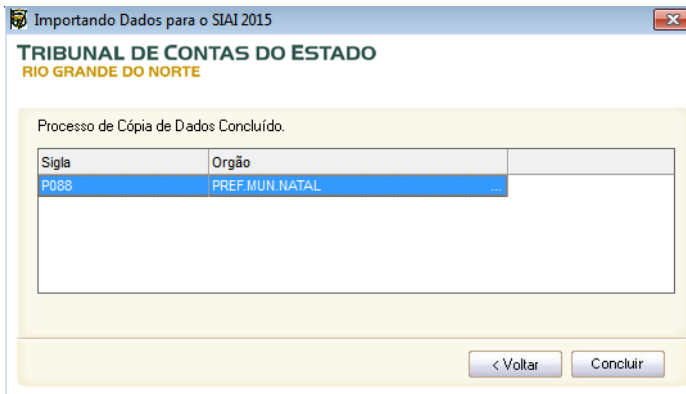 Importando Dados para o SIAI 2015
TRIBUNAL DE CONTAS DO ESTADO
RIO GRANDE DO NORTE
Processo de Cópia de Dados Concluído.
Sigla Orgão
P088 PREF.MUN.NATAL ...
< Voltar Concluir